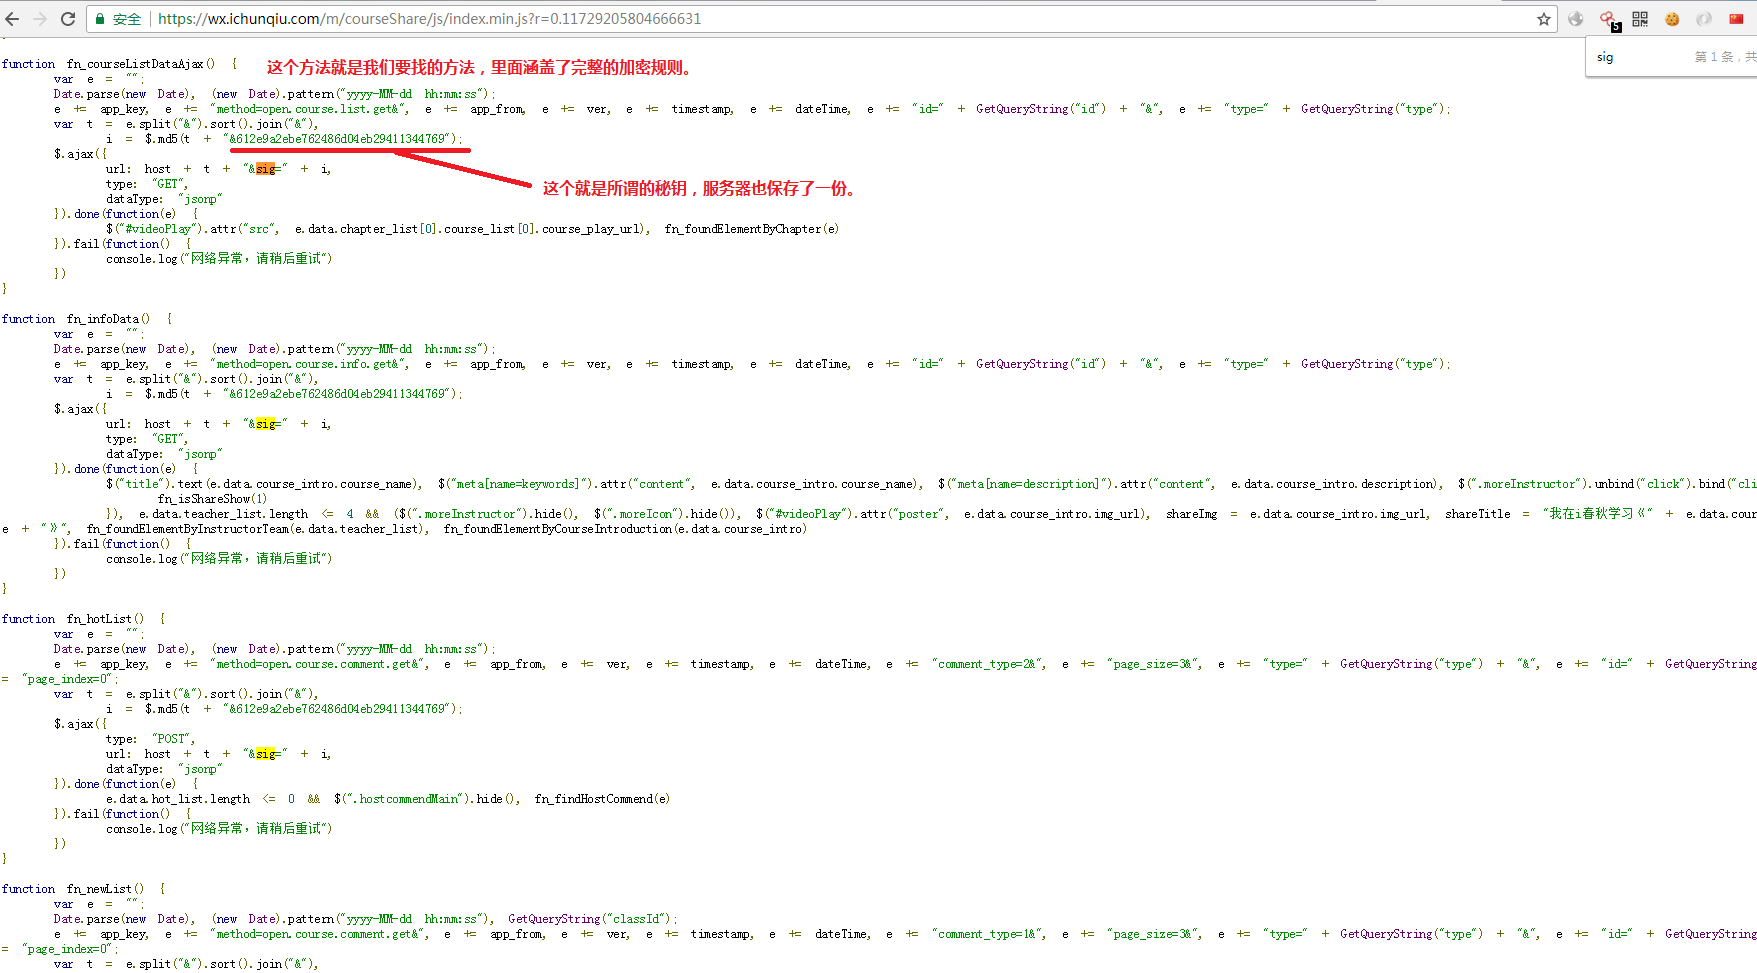 安全 https://wx.ichunqiu.com/m/courseShare/js/index.min.js?r=0.11729205804666631
5
sig 第 1 条，共
function fn_courseListDataAjax() {
这个方法就是我们要找的方法，里面涵盖了完整的加密规则。
var e = "";
Date.parse(new Date), (new Date).pattern("yyyy-MM-dd hh:mm:ss");
e += app_key, e += "method=open.course.list.get&", e += app_from, e += ver, e += timestamp, e += dateTime, e += "id=" + GetQueryString("id") + "&", e += "type=" + GetQueryString("type");
var t = e.split("&").sort().join("&"),
i = $.md5(t + "&612e9a2ebe762486d04eb29411344769");
$.ajax({
url: host + t + "&sig=" + i,
type: "GET",
这个就是所谓的秘钥，服务器也保存了一份。
dataType: "jsonp"
}).done(function(e) {
$("#videoPlay").attr("src", e.data.chapter_list[0].course_list[0].course_play_url), fn_foundElementByChapter(e)
}).fail(function() {
console.log("网络异常，请稍后重试")
})
}
function fn_infoData() {
var e = "";
Date.parse(new Date), (new Date).pattern("yyyy-MM-dd hh:mm:ss");
e += app_key, e += "method=open.course.info.get&", e += app_from, e += ver, e += timestamp, e += dateTime, e += "id=" + GetQueryString("id") + "&", e += "type=" + GetQueryString("type");
var t = e.split("&").sort().join("&"),
i = $.md5(t + "&612e9a2ebe762486d04eb29411344769");
$.ajax({
url: host + t + "&sig=" + i,
type: "GET",
dataType: "jsonp"
}).done(function(e) {
$("title").text(e.data.course_intro.course_name), $("meta[name=keywords]").attr("content", e.data.course_intro.course_name), $("meta[name=description]").attr("content", e.data.course_intro.description), $(".moreInstructor").unbind("click").bind("cli
fn_isShareShow(1)
}), e.data.teacher_list.length <= 4 && ($(".moreInstructor").hide(), $(".moreIcon").hide()), $("#videoPlay").attr("poster", e.data.course_intro.img_url), shareImg = e.data.course_intro.img_url, shareTitle = "我在i春秋学习《" + e.data.cour
e + "》", fn_foundElementByInstructorTeam(e.data.teacher_list), fn_foundElementByCourseIntroduction(e.data.course_intro)
}).fail(function() {
console.log("网络异常，请稍后重试")
})
}
function fn_hotList() {
var e = "";
Date.parse(new Date), (new Date).pattern("yyyy-MM-dd hh:mm:ss");
e += app_key, e += "method=open.course.comment.get&", e += app_from, e += ver, e += timestamp, e += dateTime, e += "comment_type=2&", e += "page_size=3&", e += "type=" + GetQueryString("type") + "&", e += "id=" + GetQueryString
= "page_index=0";
var t = e.split("&").sort().join("&"),
i = $.md5(t + "&612e9a2ebe762486d04eb29411344769");
$.ajax({
type: "POST",
url: host + t + "&sig=" + i,
dataType: "jsonp"
}).done(function(e) {
e.data.hot_list.length <= 0 && $(".hostcommendMain").hide(), fn_findHostCommend(e)
}).fail(function() {
console.log("网络异常，请稍后重试")
})
}
function fn_newList() {
var e = "";
Date.parse(new Date), (new Date).pattern("yyyy-MM-dd hh:mm:ss"), GetQueryString("classId");
e += app_key, e += "method=open.course.comment.get&", e += app_from, e += ver, e += timestamp, e += dateTime, e += "comment_type=1&", e += "page_size=3&", e += "type=" + GetQueryString("type") + "&", e += "id=" + GetQueryString
= "page_index=0";
var t = e.split("&").sort().join("&"),